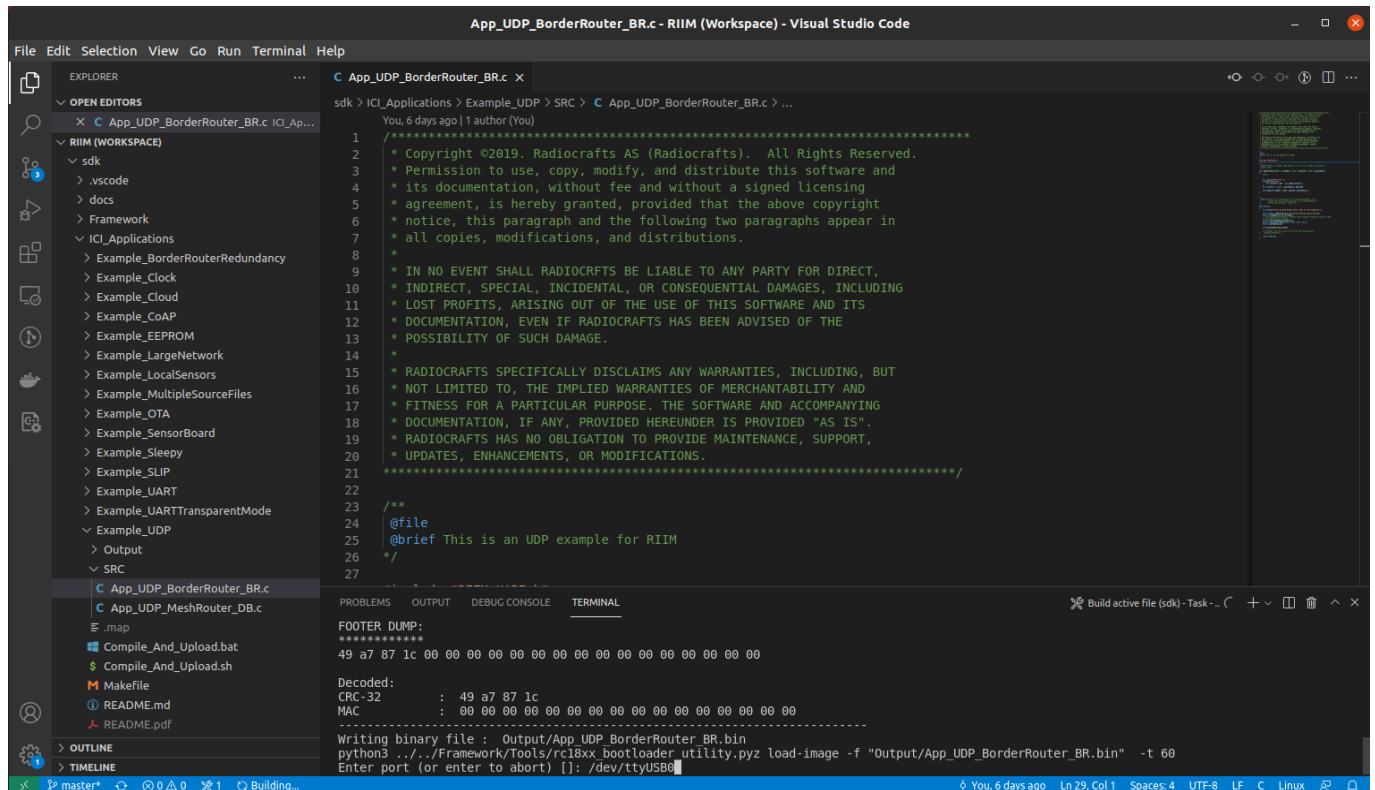 App_UDP_BorderRouter_BR.c - RIIM (Workspace) - Visual Studio Code
File Edit Selection View Go Run Terminal Help
EXPLORER
OPEN EDITORS
App_UDP_BorderRouter_BR.c ICI_Ap...
RIIM (WORKSPACE)
sdk
.vscode
docs
Framework
ICI_Applications
Example_BorderRouterRedundancy
Example_Clock
Example_Cloud
Example_CoAP
Example_EEPROM
Example_LargeNetwork
Example_LocalSensors
Example_MultipleSourceFiles
Example_OTA
Example_SensorBoard
Example_Sleepy
Example_SLIP
Example_UART
Example_UARTTransparentMode
Example_UDP
Output
SRC
C App_UDP_BorderRouter_BR.c
C App_UDP_MeshRouter_DB.c
.map
Compile_And_Upload.bat
$ Compile_And_Upload.sh
M Makefile
README.md
README.pdf
OUTLINE
TIMELINE
3
1
C App_UDP_BorderRouter_BR.c
sdk > ICI_Applications > Example_UDP > SRC > C App_UDP_BorderRouter_BR.c > ...
You, 6 days ago | 1 author (You)
1 /*****************************************************************************
2 * Copyright ©2019. Radiocrafts AS (Radiocrafts).  All Rights Reserved.
3 * Permission to use, copy, modify, and distribute this software and
4 * its documentation, without fee and without a signed licensing
5 * agreement, is hereby granted, provided that the above copyright
6 * notice, this paragraph and the following two paragraphs appear in
7 * all copies, modifications, and distributions.
8 *
9 * IN NO EVENT SHALL RADIOCRFTS BE LIABLE TO ANY PARTY FOR DIRECT,
10 * INDIRECT, SPECIAL, INCIDENTAL, OR CONSEQUENTIAL DAMAGES, INCLUDING
11 * LOST PROFITS, ARISING OUT OF THE USE OF THIS SOFTWARE AND ITS
12 * DOCUMENTATION, EVEN IF RADIOCRAFTS HAS BEEN ADVISED OF THE
13 * POSSIBILITY OF SUCH DAMAGE.
14 *
15 * RADIOCRAFTS SPECIFICALLY DISCLAIMS ANY WARRANTIES, INCLUDING, BUT
16 * NOT LIMITED TO, THE IMPLIED WARRANTIES OF MERCHANTABILITY AND
17 * FITNESS FOR A PARTICULAR PURPOSE. THE SOFTWARE AND ACCOMPANYING
18 * DOCUMENTATION, IF ANY, PROVIDED HEREUNDER IS PROVIDED "AS IS".
19 * RADIOCRAFTS HAS NO OBLIGATION TO PROVIDE MAINTENANCE, SUPPORT,
20 * UPDATES, ENHANCEMENTS, OR MODIFICATIONS.
21 ****************************************************************************/
22
23 /**
24 @file
25 @brief This is an UDP example for RIIM
26 */
27
PROBLEMS OUTPUT DEBUG CONSOLE TERMINAL
Build active file (sdk) - Task - ..
FOOTER DUMP:
************
49 a7 87 1c 00 00 00 00 00 00 00 00 00 00 00 00 00 00 00 00
Decoded:
CRC-32 : 49 a7 87 1c
MAC : 00 00 00 00 00 00 00 00 00 00 00 00 00 00 00 00
--------------------------------------------------------------------------
Writing binary file : Output/App_UDP_BorderRouter_BR.bin
python3 ../../Framework/Tools/rc18xx_bootloader_utility.pyz load-image -f "Output/App_UDP_BorderRouter_BR.bin" -t 60
Enter port (or enter to abort) []: /dev/ttyUSB0
master* 0 0 1 Building... You, 6 days ago Ln 29, Col 1 Spaces: 4 UTF-8 LF C Linux